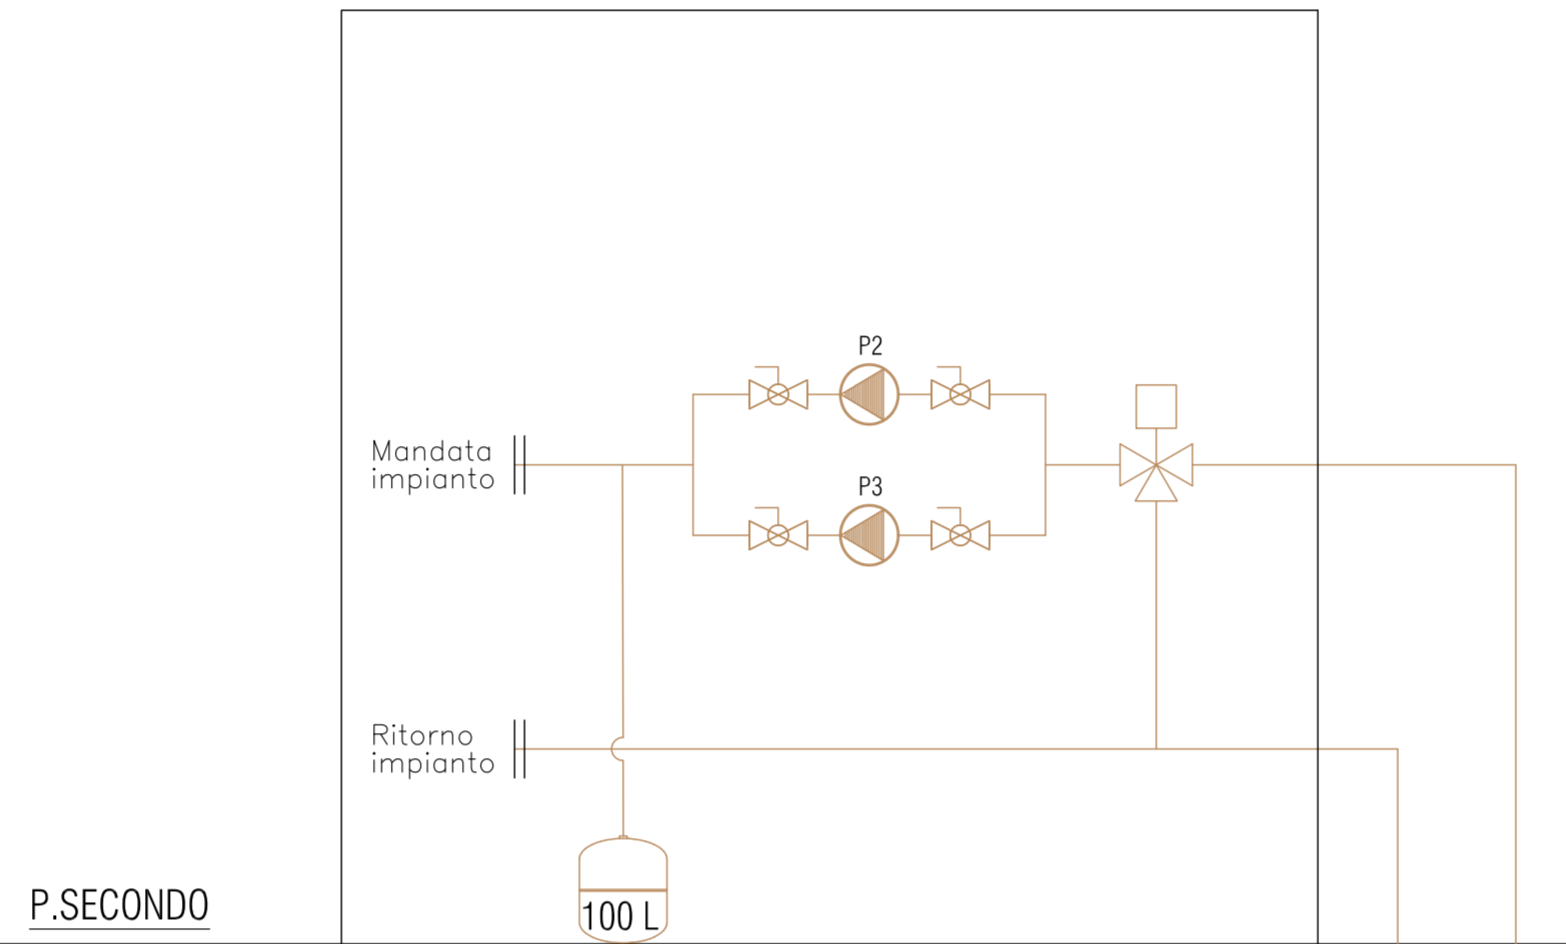 P2
Mandata
impianto
P3
Ritorno
impianto
100 L
P.SECONDO